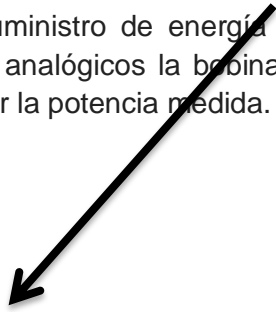 uministro de energía
analógicos la bobina
r la potencia medida.